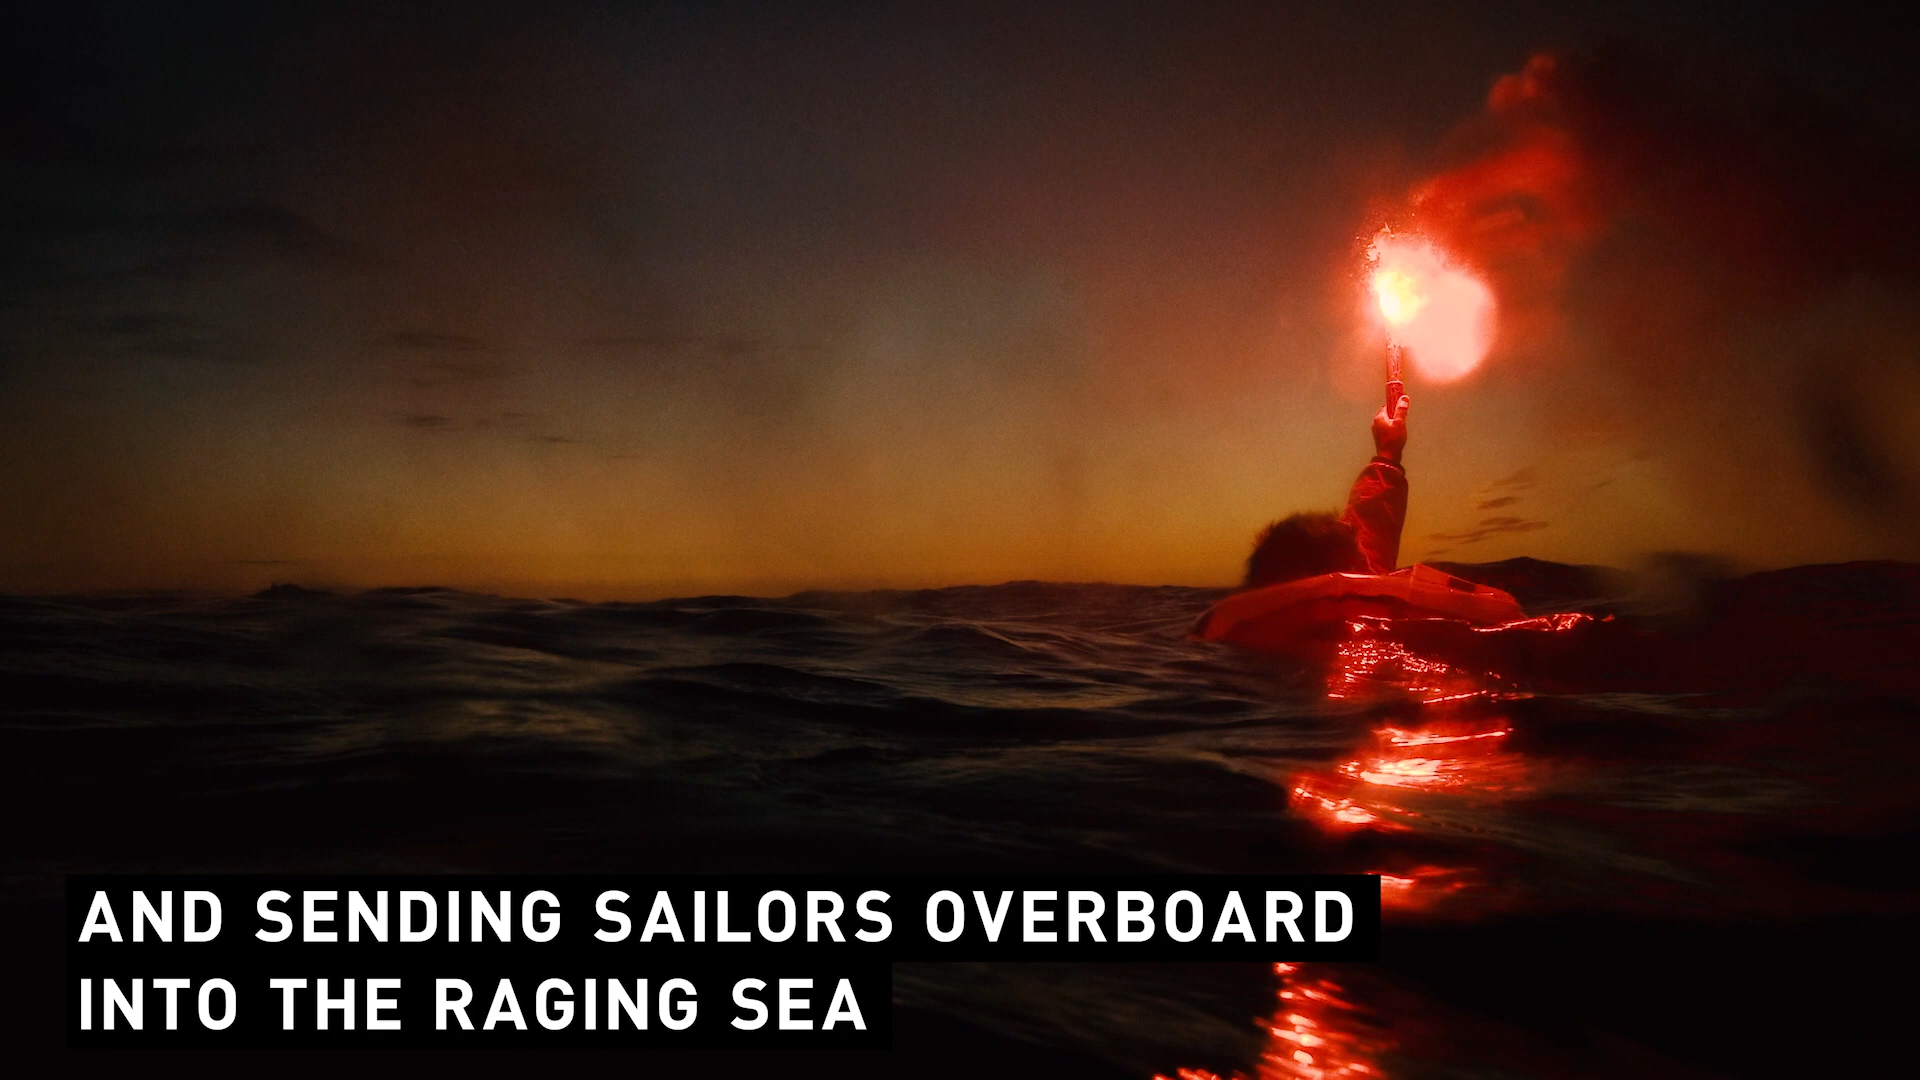 AND SENDING SAILORS OVERBOARD
INTO THE RAGING SEA